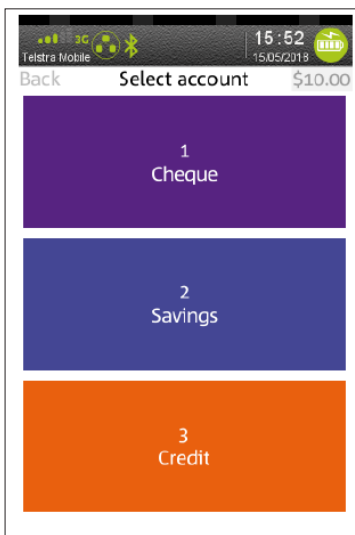 3G
15:52
Telstra Mobile
15/05/2018
Back Select account $10.00
1
Cheque
2
Savings
3
Credit